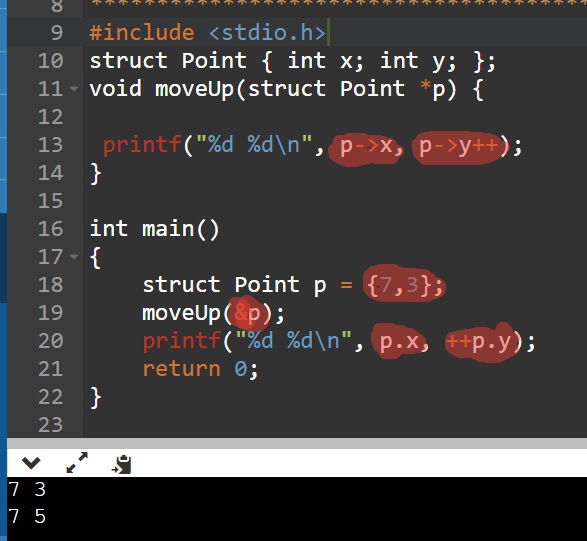 8 ****************************************
9 #include <stdio.h>
10 struct Point { int x; int y; };
11 void moveUp(struct Point *p) {
12
13 printf("%d %d\n", p->x, p->y++);
14 }
15
16 int main()
17 {
18 struct Point p = {7,3};
19 moveUp(&p);
20 printf("%d %d\n", p.x, ++p.y);
21 return 0;
22 }
23
7 3
7 5